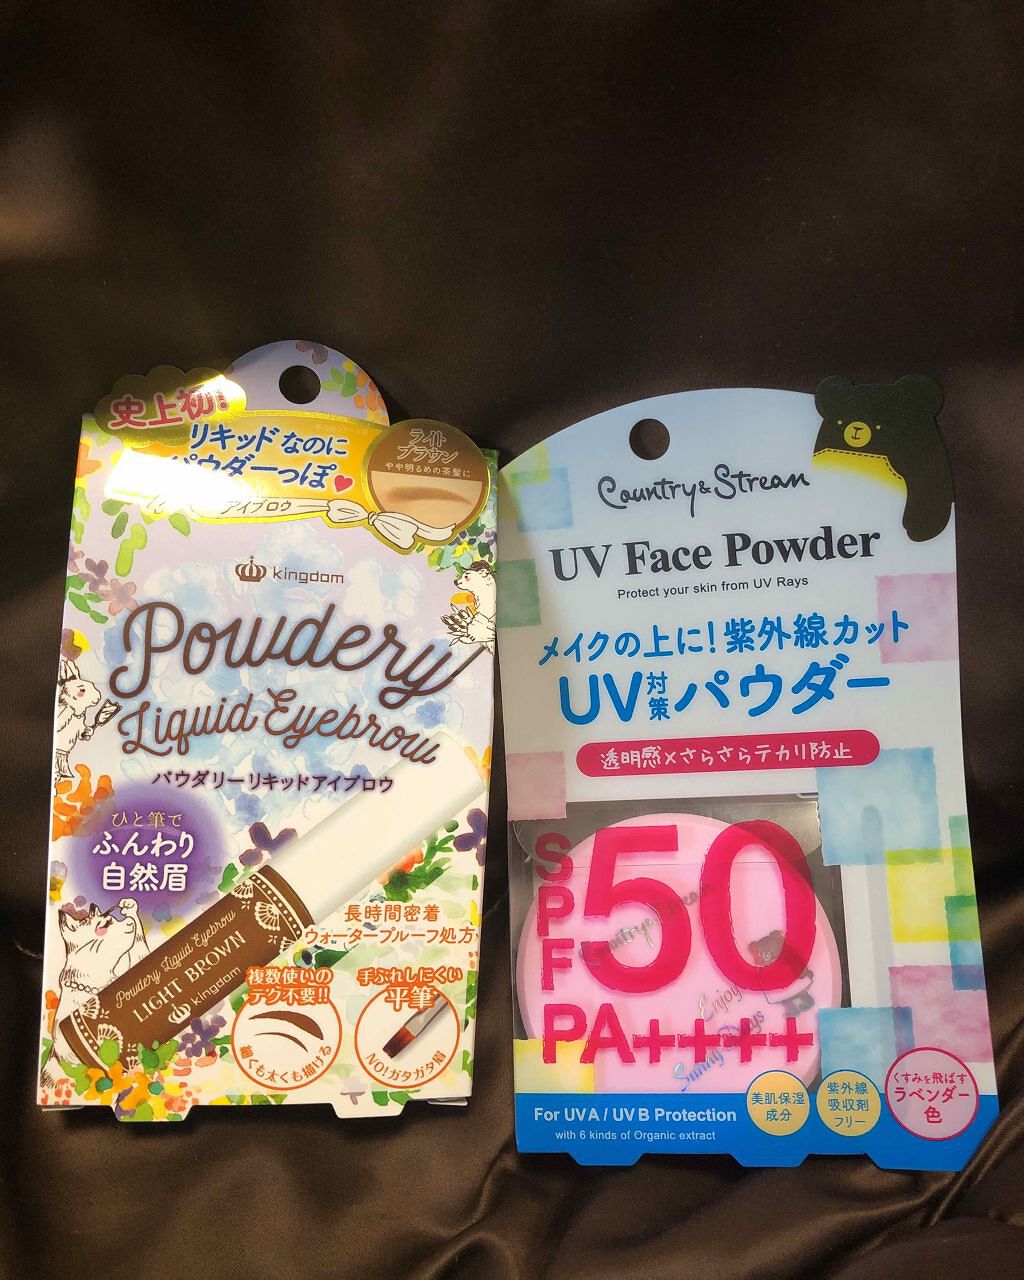 史上初!
リキッドなのに
パウダーっぽ♥
アイブロウ
ライト
ブラウン
やや明るめの茶髪に
kingdom
Powdery
Liquid Eyebrow
パウダリーリキッドアイブロウ
ひと筆で
ふんわり
自然眉
Powdery Liquid Eyebrow
LIGHT BROWN
kingdom
長時間密着
ウォータープルーフ処方
複数使いの
テク不要!!
細くも太くも描ける
手ぶれしにくい
平筆
NO!ガタガタ眉
Country & Stream
UV Face Powder
Protect your skin from UV Rays
メイクの上に!紫外線カット
UV対策パウダー
透明感×さらさらテカリ防止
SPF50
PA++++
Country & Stream
Enjoy
Sunny Days
For UVA / UVB Protection
with 6 kinds of Organic extract
美肌保湿
成分
紫外線
吸収剤
フリー
くすみを飛ばす
ラベンダー
色